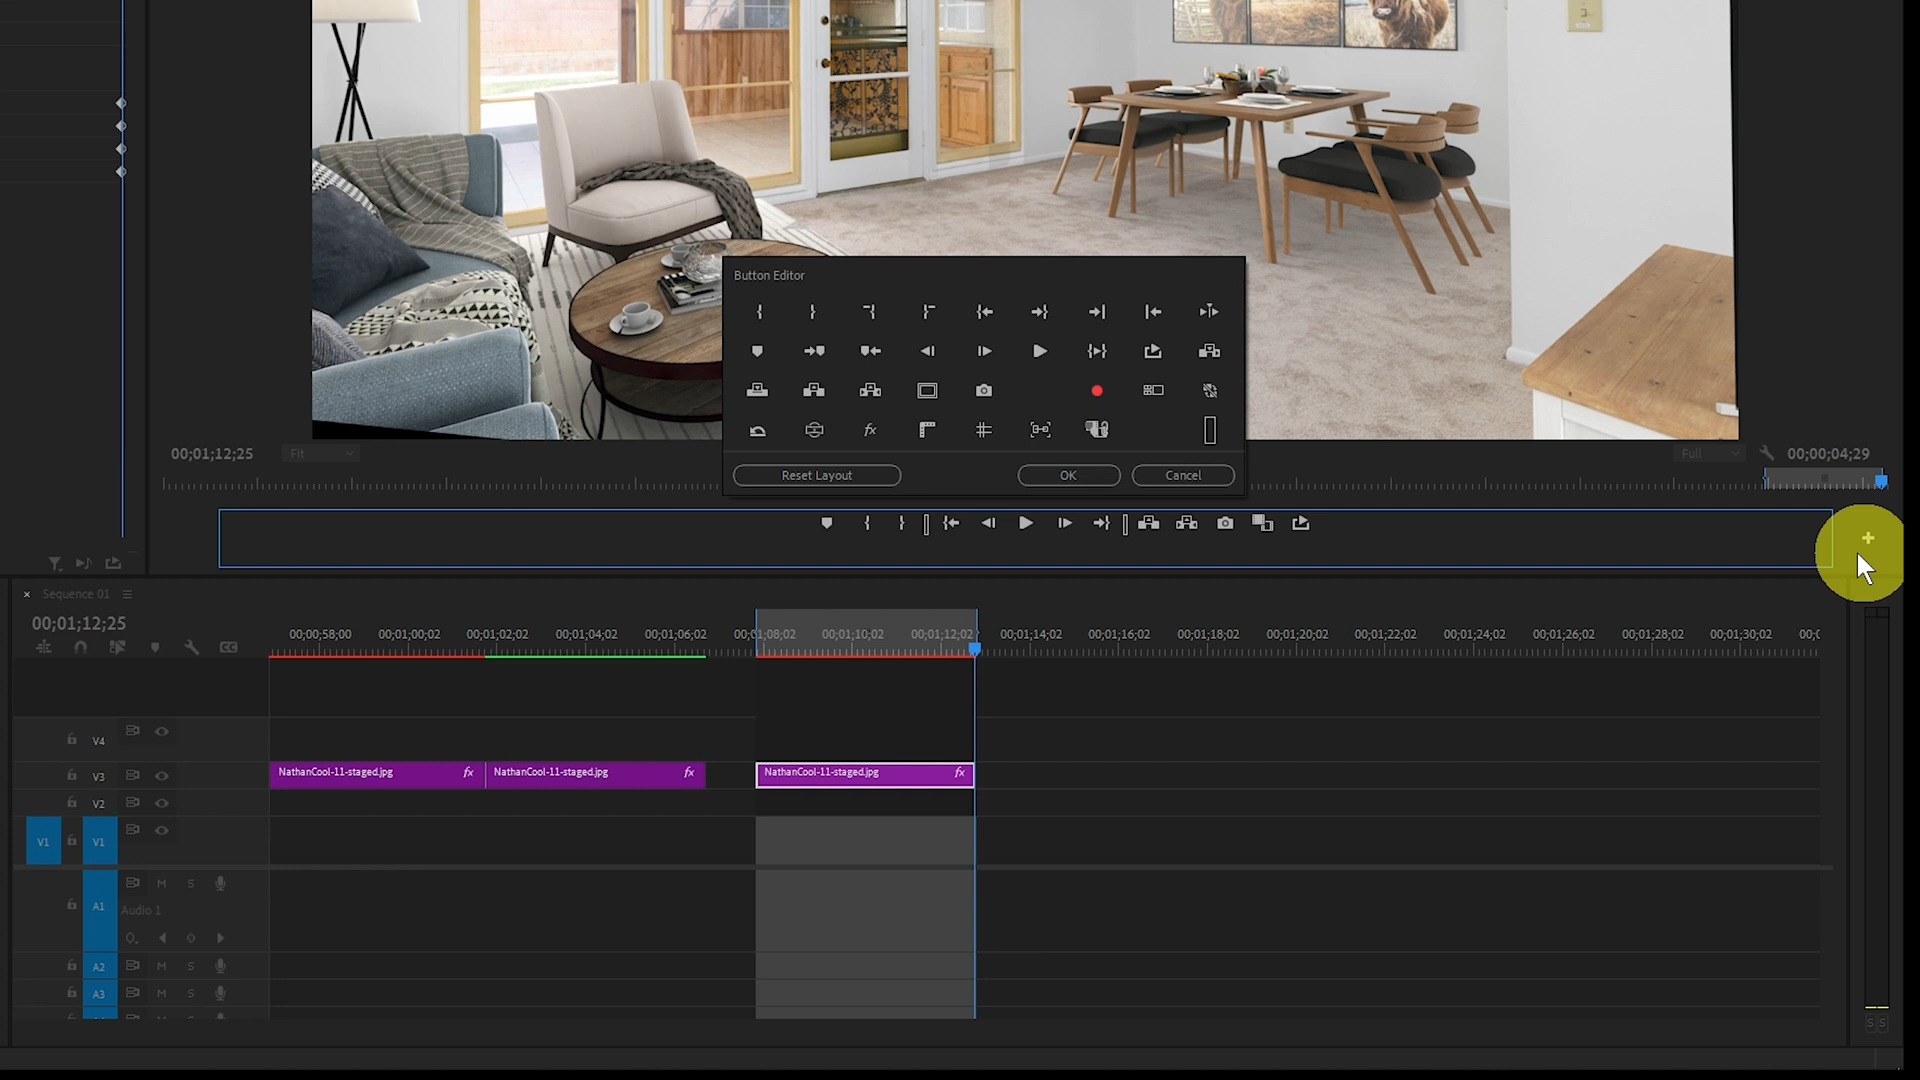 Button Editor
fx
Reset Layout
OK
Cancel
00;01;12;25
Fit
Full
00;00;04;29
× Sequence 01
00;01;12;25
00;00;58;00 00;01;00;02 00;01;02;02 00;01;04;02 00;01;06;02 00;01;08;02 00;01;10;02 00;01;12;02 00;01;14;02 00;01;16;02 00;01;18;02 00;01;20;02 00;01;22;02 00;01;24;02 00;01;26;02 00;01;28;02 00;01;30;02
CC
V4
V3 NathanCool-11-staged.jpg fx NathanCool-11-staged.jpg fx NathanCool-11-staged.jpg fx
V2
V1 V1
M S
A1
Audio 1
A2 M S
A3 M S
S S